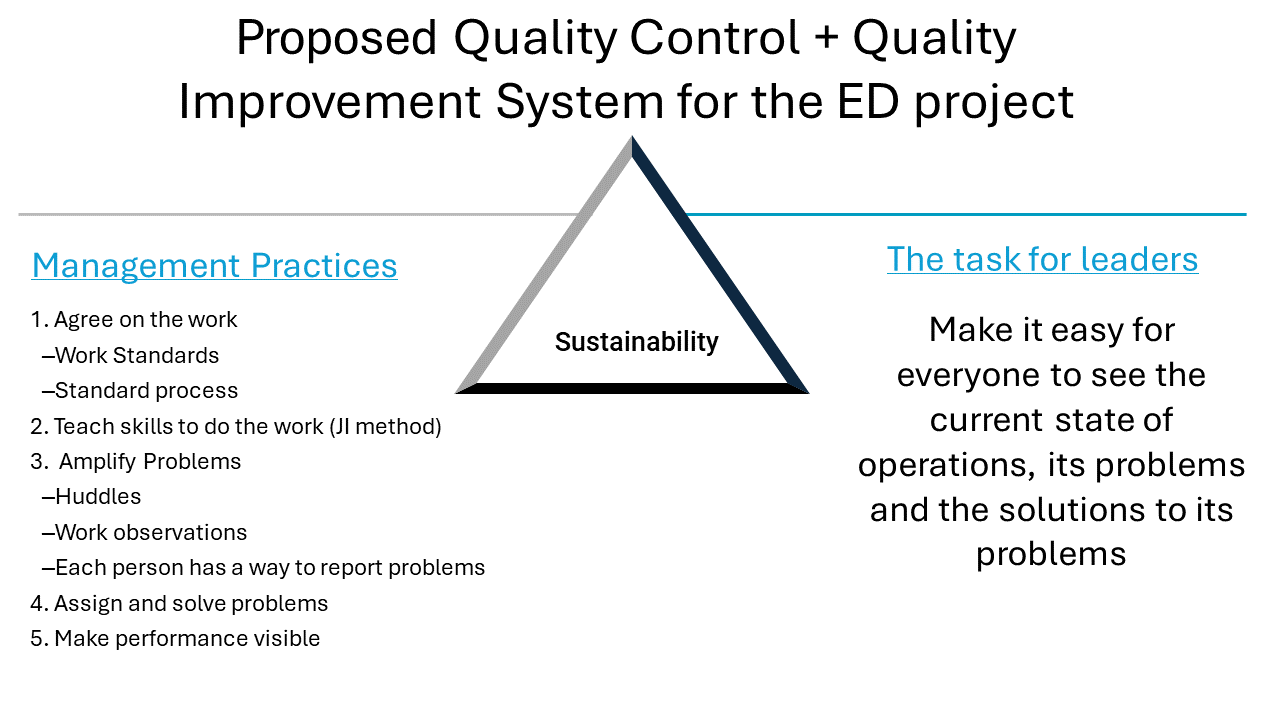 Proposed Quality Control + Quality
Improvement System for the ED project
Management Practices
1. Agree on the work
–Work Standards
–Standard process
2. Teach skills to do the work (JI method)
3. Amplify Problems
–Huddles
–Work observations
–Each person has a way to report problems
4. Assign and solve problems
5. Make performance visible
Sustainability
The task for leaders
Make it easy for
everyone to see the
current state of
operations, its problems
and the solutions to its
problems